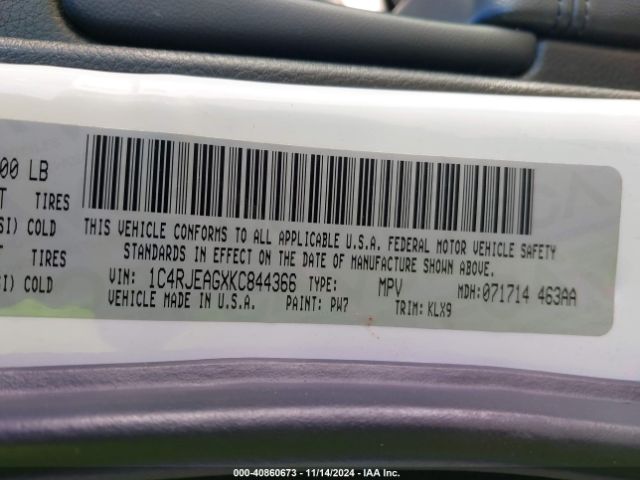 00 LB
T TIRES
SI) COLD
T TIRES
SI) COLD
THIS VEHICLE CONFORMS TO ALL APPLICABLE U.S.A. FEDERAL MOTOR VEHICLE SAFETY
STANDARDS IN EFFECT ON THE DATE OF MANUFACTURE SHOWN ABOVE.
VIN: 1C4RJEAGXKC844366 TYPE: MPV MDH:071714 463AA
VEHICLE MADE IN U.S.A. PAINT: PW7 TRIM: KLX9
000-40860673 - 11/14/2024 - IAA Inc.